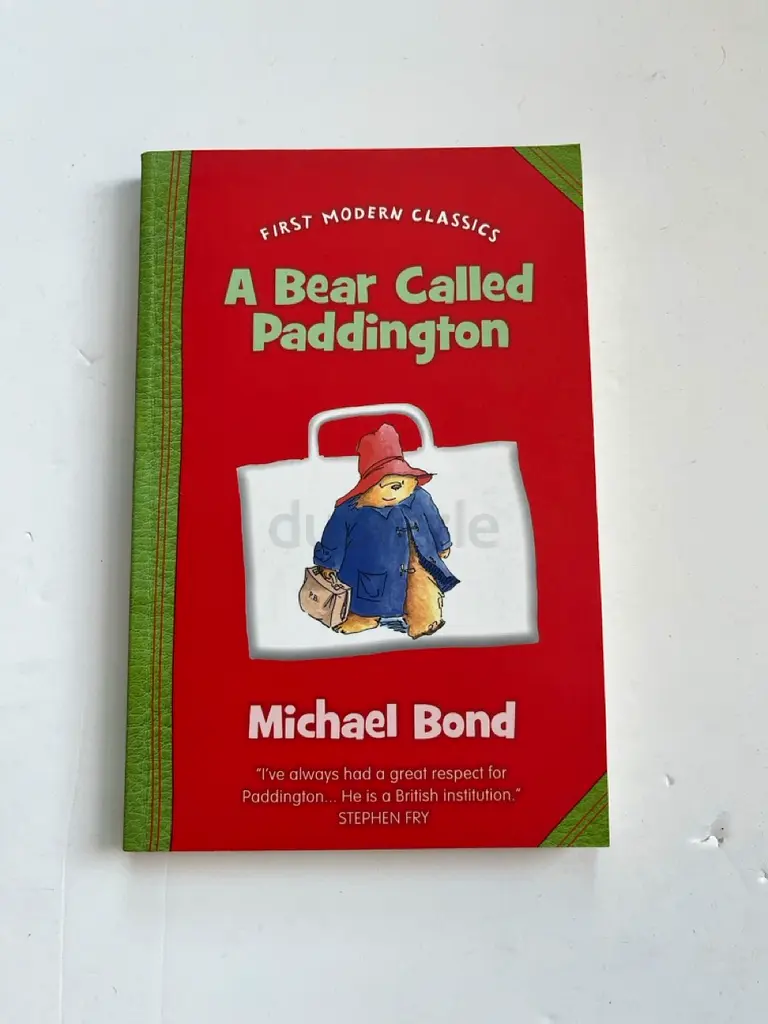 FIRST MODERN CLASSICS
A Bear Called
Paddington
P.B.
Michael Bond
"I've always had a great respect for
Paddington... He is a British institution."
STEPHEN FRY